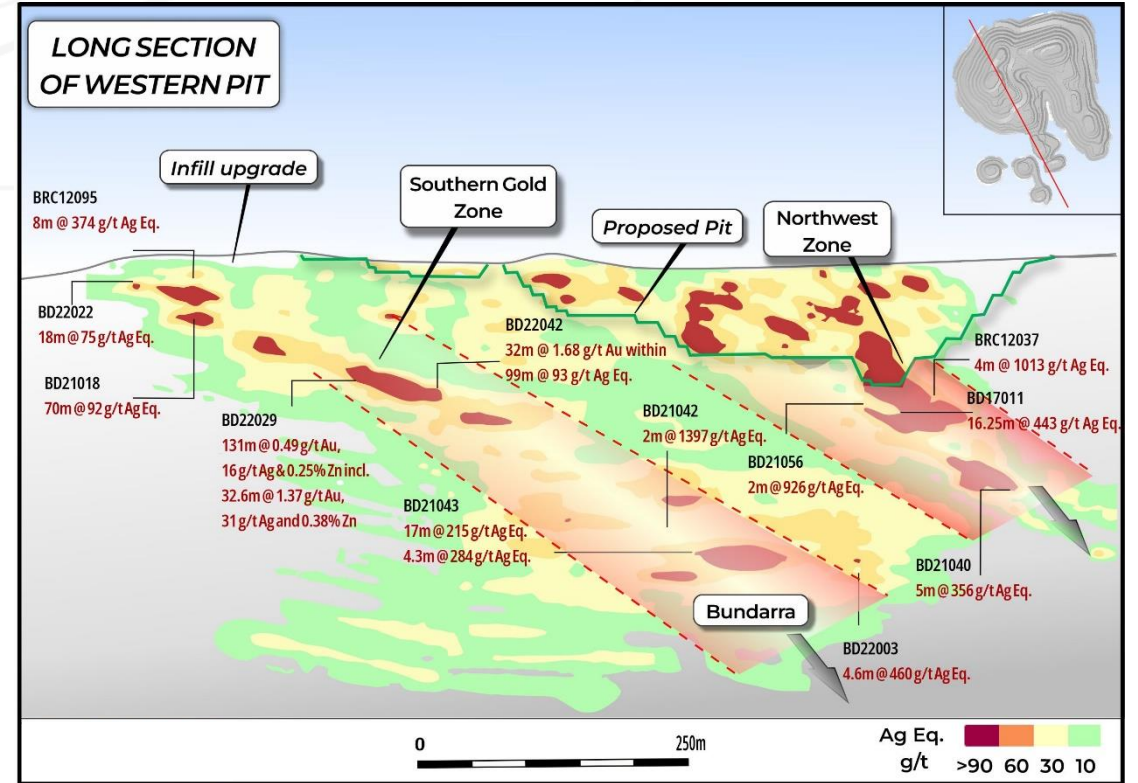 LONG SECTION
OF WESTERN PIT
Infill upgrade
Southern Gold
Zone
Proposed Pit
Northwest
Zone
BRC12095
8m @ 374 g/t Ag Eq.
BD22022
18m @ 75 g/t Ag Eq.
BD21018
70m @ 92 g/t Ag Eq.
BD22029
131m @ 0.49 g/t Au,
16 g/t Ag & 0.25% Zn incl.
32.6m @ 1.37 g/t Au,
31 g/t Ag and 0.38% Zn
BD22042
32m @ 1.68 g/t Au within
99m @ 93 g/t Ag Eq.
BD21043
17m @ 215 g/t Ag Eq.
4.3m @ 284 g/t Ag Eq.
BD21042
2m @ 1397 g/t Ag Eq.
BD21056
2m @ 926 g/t Ag Eq.
BRC12037
4m @ 1013 g/t Ag Eq.
BD17011
16.25m @ 443 g/t Ag Eq.
BD21040
5m @ 356 g/t Ag Eq.
Bundarra
BD22003
4.6m @ 460 g/t Ag Eq.
0 250m
Ag Eq.
g/t >90 60 30 10